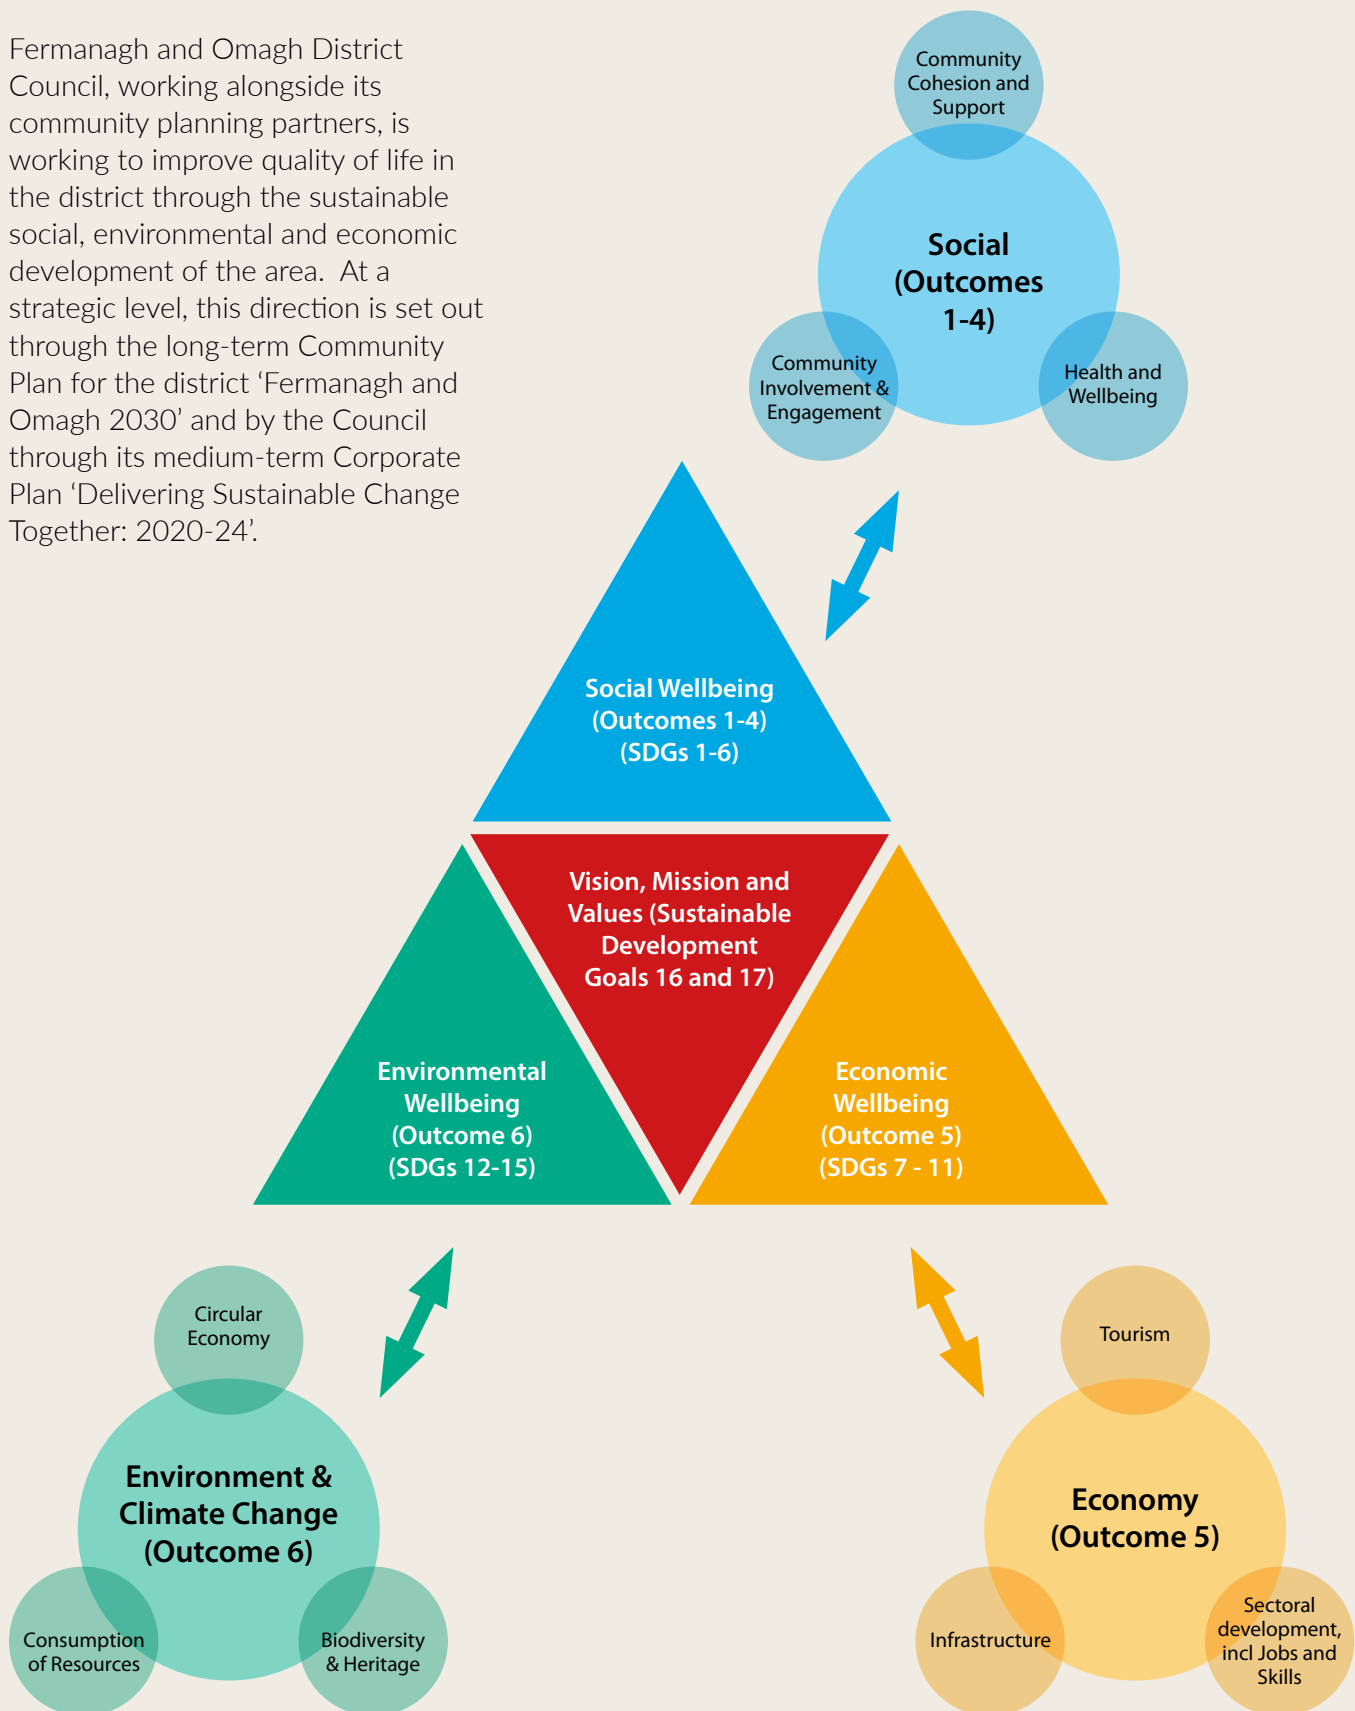 Fermanagh and Omagh District
Council, working alongside its
community planning partners, is
working to improve quality of life in
the district through the sustainable
social, environmental and economic
development of the area.  At a
strategic level, this direction is set out
through the long-term Community
Plan for the district ‘Fermanagh and
Omagh 2030’ and by the Council
through its medium-term Corporate
Plan ‘Delivering Sustainable Change
Together: 2020-24’.
Community
Cohesion and
Support
Social
(Outcomes
1-4)
Community
Involvement &
Engagement
Health and
Wellbeing
Social Wellbeing
(Outcomes 1-4)
(SDGs 1-6)
Vision, Mission and
Values (Sustainable
Development
Goals 16 and 17)
Environmental
Wellbeing
(Outcome 6)
(SDGs 12-15)
Economic
Wellbeing
(Outcome 5)
(SDGs 7 - 11)
Circular
Economy
Environment &
Climate Change
(Outcome 6)
Consumption
of Resources
Biodiversity
& Heritage
Tourism
Economy
(Outcome 5)
Infrastructure
Sectoral
development,
incl Jobs and
Skills